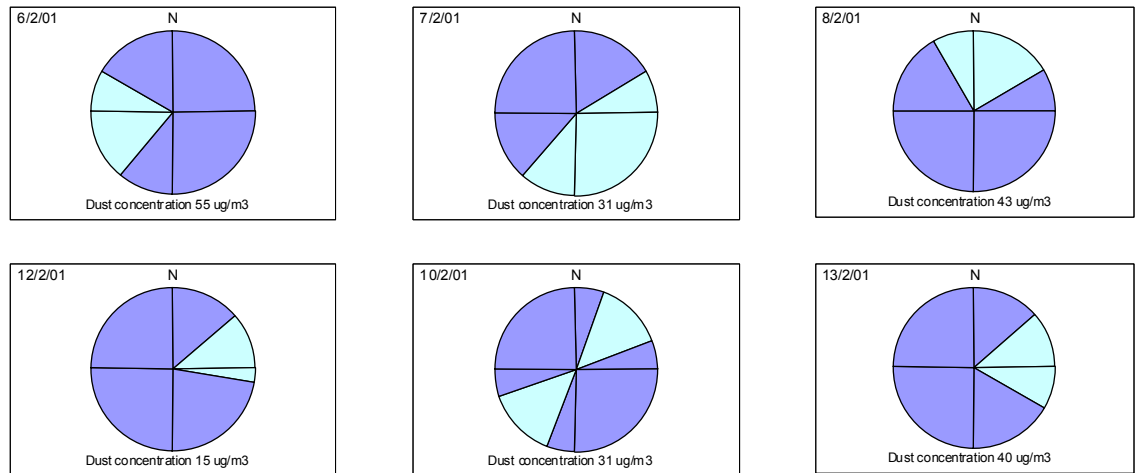 6/2/01
N
Dust concentration 55 ug/m3
7/2/01
N
Dust concentration 31 ug/m3
8/2/01
N
Dust concentration 43 ug/m3
12/2/01
N
Dust concentration 15 ug/m3
10/2/01
N
Dust concentration 31 ug/m3
13/2/01
N
Dust concentration 40 ug/m3